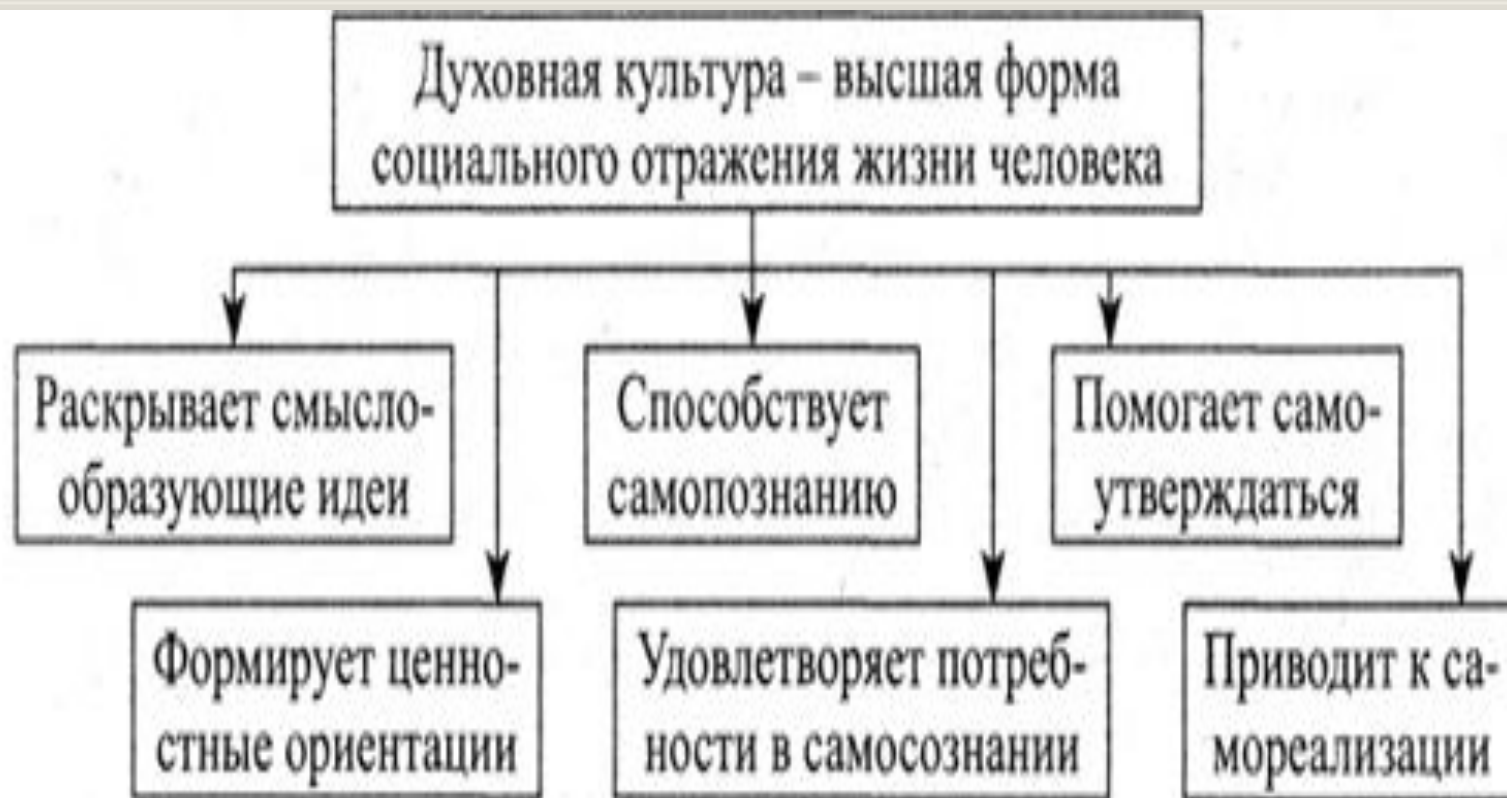 Духовная культура – высшая форма
социального отражения жизни человека
Раскрывает смысло-
образующие идеи
Способствует
самопознанию
Помогает само-
утверждаться
Формирует ценно-
стные ориентации
Удовлетворяет потреб-
ности в самосознании
Приводит к са-
мореализации